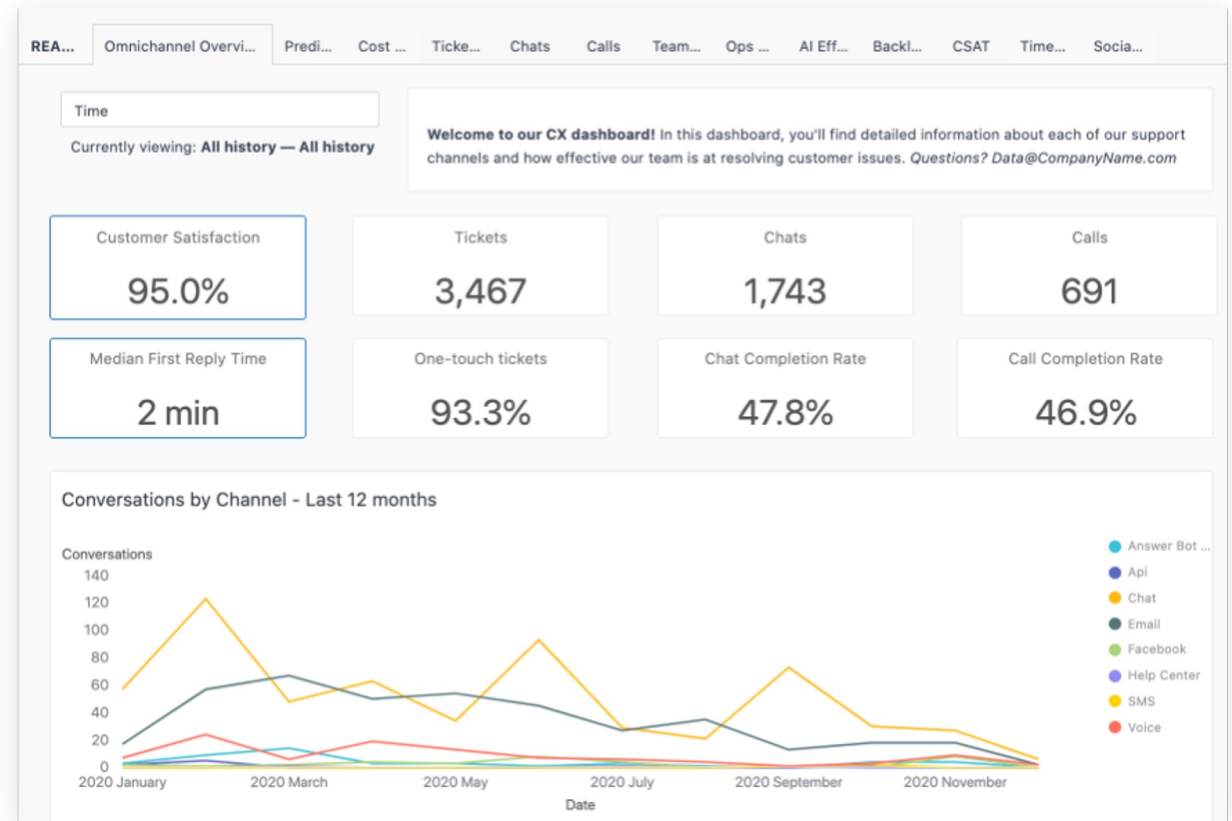 REA...
Omnichannel Overvi...
Predi...
Cost ...
Ticke...
Chats
Calls
Team...
Ops ...
AI Eff...
Backl...
CSAT
Time...
Socia...
Time
Currently viewing: All history — All history
Welcome to our CX dashboard! In this dashboard, you'll find detailed information about each of our support
channels and how effective our team is at resolving customer issues. Questions? Data@CompanyName.com
Customer Satisfaction
95.0%
Tickets
3,467
Chats
1,743
Calls
691
Median First Reply Time
2 min
One-touch tickets
93.3%
Chat Completion Rate
47.8%
Call Completion Rate
46.9%
Conversations by Channel - Last 12 months
Conversations
140
120
100
80
60
40
20
0
2020 January
2020 March
2020 May
2020 July
2020 September
2020 November
Date
Answer Bot ...
Api
Chat
Email
Facebook
Help Center
SMS
Voice